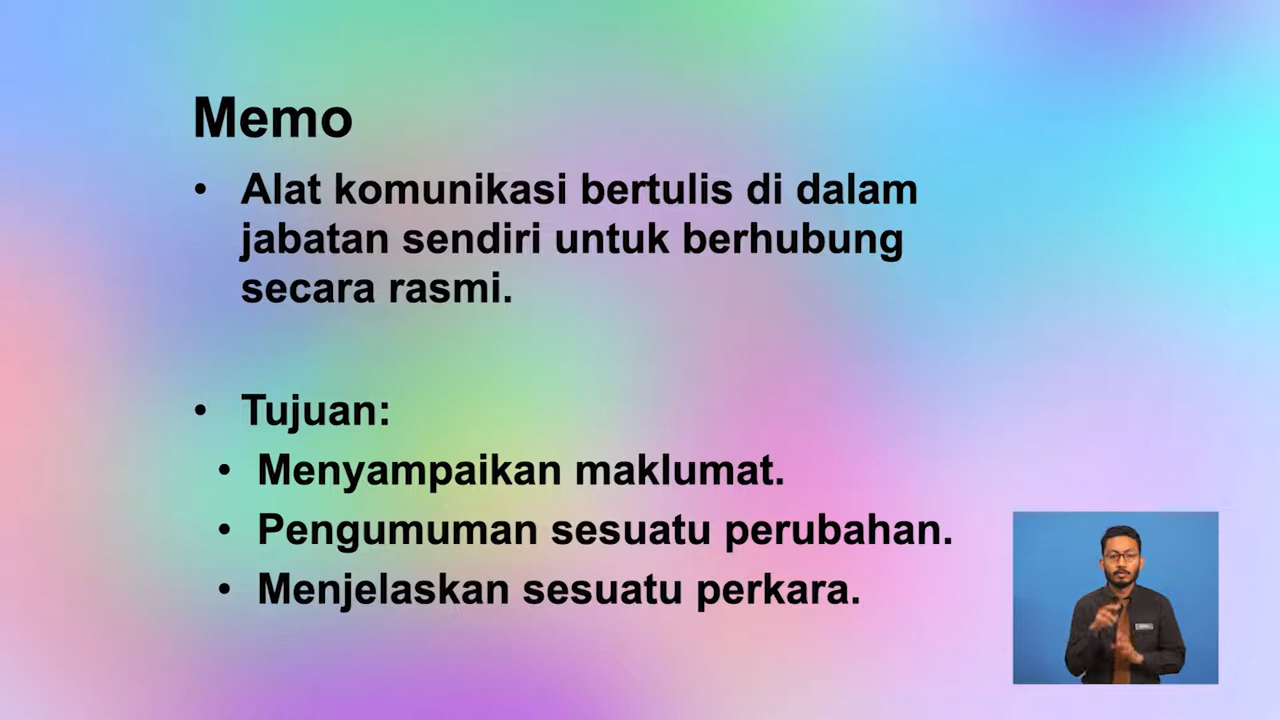 Memo
• Alat komunikasi bertulis di dalam
jabatan sendiri untuk berhubung
secara rasmi.
• Tujuan:
• Menyampaikan maklumat.
• Pengumuman sesuatu perubahan.
• Menjelaskan sesuatu perkara.